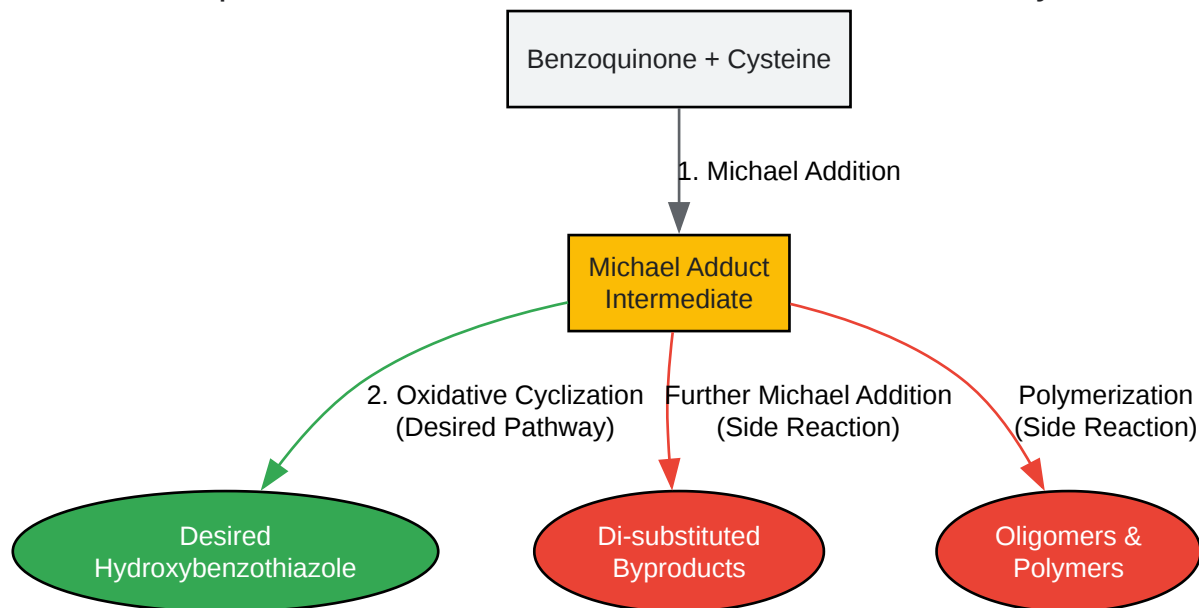 Benzoquinone + Cysteine
1. Michael Addition
Michael Adduct
Intermediate
2. Oxidative Cyclization
(Desired Pathway)
Further Michael Addition
(Side Reaction)
Polymerization
(Side Reaction)
Desired
Hydroxybenzothiazole
Di-substituted
Byproducts
Oligomers &
Polymers